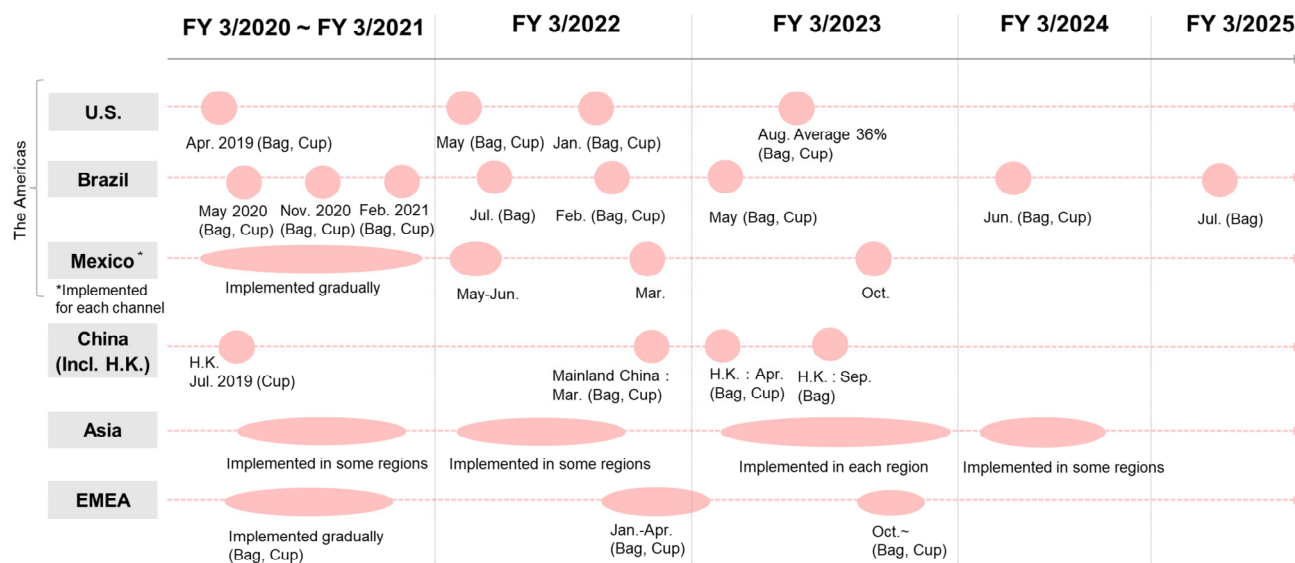 FY 3/2020 ~ FY 3/2021
FY 3/2022
FY 3/2023
FY 3/2024
FY 3/2025
The Americas
U.S.
Apr. 2019 (Bag, Cup)
May (Bag, Cup)
Jan. (Bag, Cup)
Aug. Average 36%
(Bag, Cup)
Brazil
May 2020
(Bag, Cup)
Nov. 2020
(Bag, Cup)
Feb. 2021
(Bag, Cup)
Jul. (Bag)
Feb. (Bag, Cup)
May (Bag, Cup)
Jun. (Bag, Cup)
Jul. (Bag)
Mexico*
*Implemented
for each channel
Implemented gradually
May-Jun.
Mar.
Oct.
China
(Incl. H.K.)
H.K.
Jul. 2019 (Cup)
Mainland China :
Mar. (Bag, Cup)
H.K. : Apr.
(Bag, Cup)
H.K. : Sep.
(Bag)
Asia
Implemented in some regions
Implemented in some regions
Implemented in each region
Implemented in some regions
EMEA
Implemented gradually
(Bag, Cup)
Jan.-Apr.
(Bag, Cup)
Oct.~
(Bag, Cup)